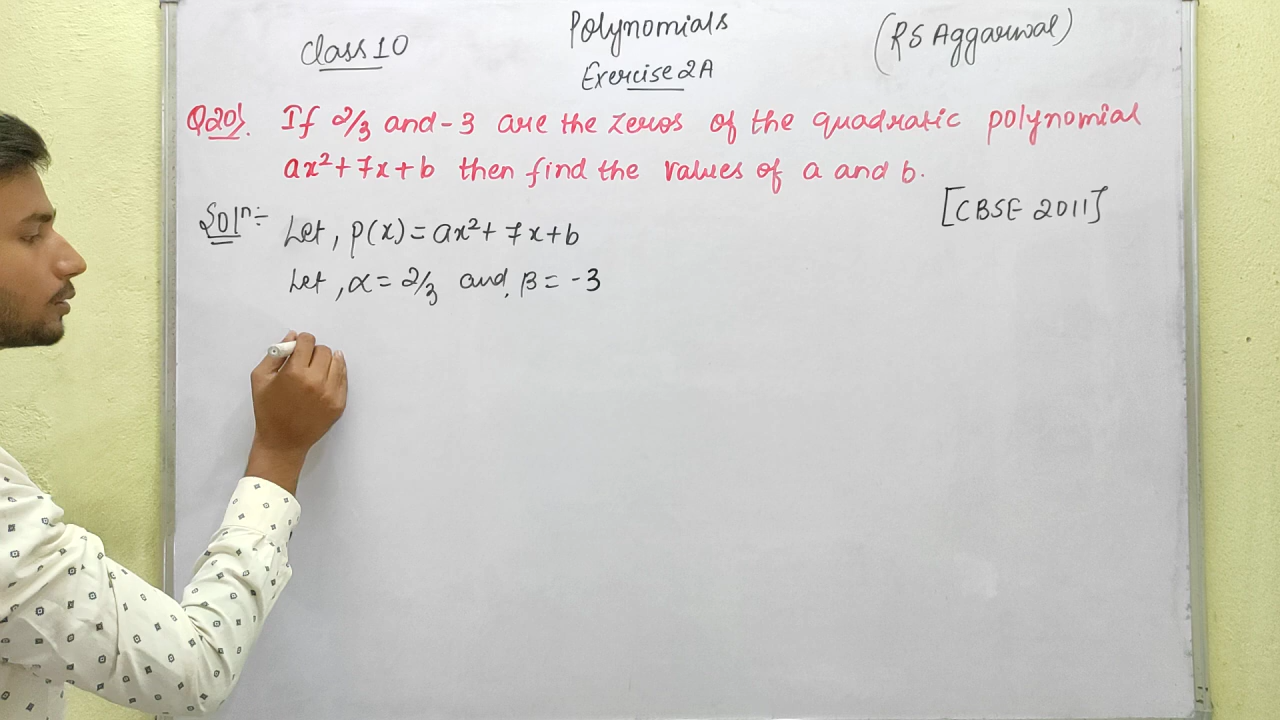 Class 10
Polynomials
(RS Aggarwal)
Exercise 2A
Q20). If 2/3 and -3 are the zeros of the quadratic polynomial
ax²+7x+b then find the values of a and b.
[CBSE 2011]
Solⁿ:- Let, p(x)=ax²+7x+b
Let, α=2/3 and, β=-3